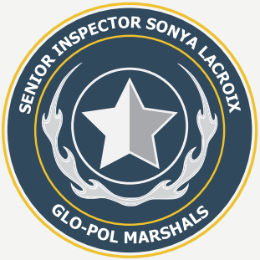 SENIOR INSPECTOR SONYA LACROIX
GLO-POL MARSHALS